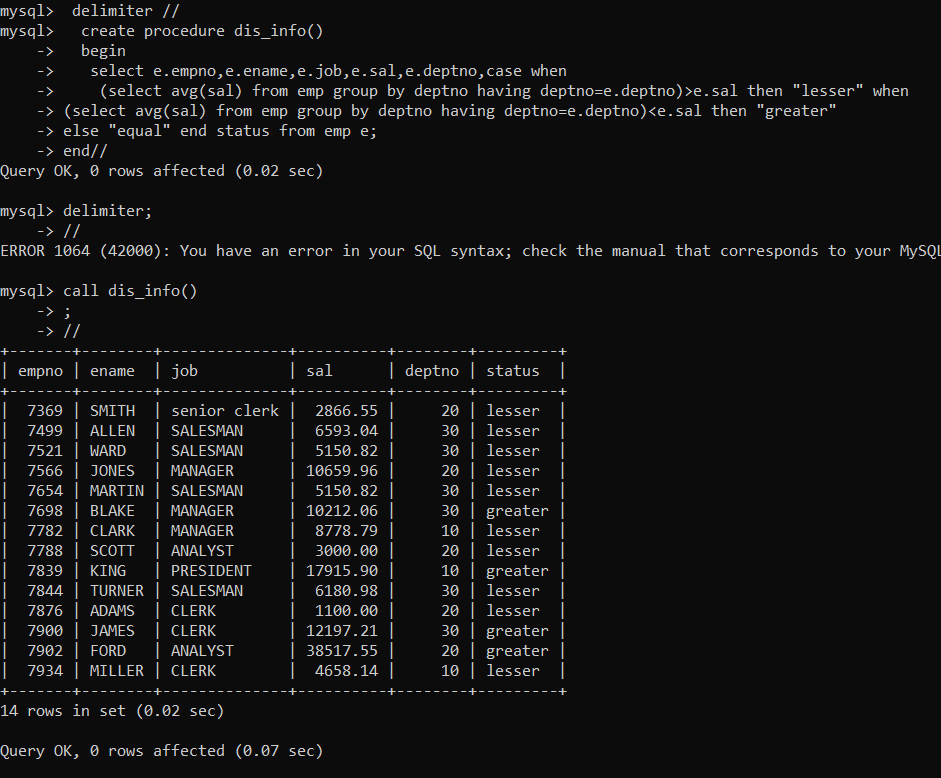 mysql>  delimiter //
mysql>   create procedure dis_info()
    ->   begin
    ->    select e.empno,e.ename,e.job,e.sal,e.deptno,case when
    ->     (select avg(sal) from emp group by deptno having deptno=e.deptno)>e.sal then "lesser" when
    -> (select avg(sal) from emp group by deptno having deptno=e.deptno)<e.sal then "greater"
    -> else "equal" end status from emp e;
    -> end//
Query OK, 0 rows affected (0.02 sec)
mysql> delimiter;
    -> //
ERROR 1064 (42000): You have an error in your SQL syntax; check the manual that corresponds to your MySQL
mysql> call dis_info()
    -> ;
    -> //
+-------+--------+--------------+----------+--------+---------+
| empno | ename  | job          | sal      | deptno | status  |
+-------+--------+--------------+----------+--------+---------+
|  7369 | SMITH  | senior clerk |  2866.55 |     20 | lesser  |
|  7499 | ALLEN  | SALESMAN     |  6593.04 |     30 | lesser  |
|  7521 | WARD   | SALESMAN     |  5150.82 |     30 | lesser  |
|  7566 | JONES  | MANAGER      | 10659.96 |     20 | lesser  |
|  7654 | MARTIN | SALESMAN     |  5150.82 |     30 | lesser  |
|  7698 | BLAKE  | MANAGER      | 10212.06 |     30 | greater |
|  7782 | CLARK  | MANAGER      |  8778.79 |     10 | lesser  |
|  7788 | SCOTT  | ANALYST      |  3000.00 |     20 | lesser  |
|  7839 | KING   | PRESIDENT    | 17915.90 |     10 | greater |
|  7844 | TURNER | SALESMAN     |  6180.98 |     30 | lesser  |
|  7876 | ADAMS  | CLERK        |  1100.00 |     20 | lesser  |
|  7900 | JAMES  | CLERK        | 12197.21 |     30 | greater |
|  7902 | FORD   | ANALYST      | 38517.55 |     20 | greater |
|  7934 | MILLER | CLERK        |  4658.14 |     10 | lesser  |
+-------+--------+--------------+----------+--------+---------+
14 rows in set (0.02 sec)
Query OK, 0 rows affected (0.07 sec)